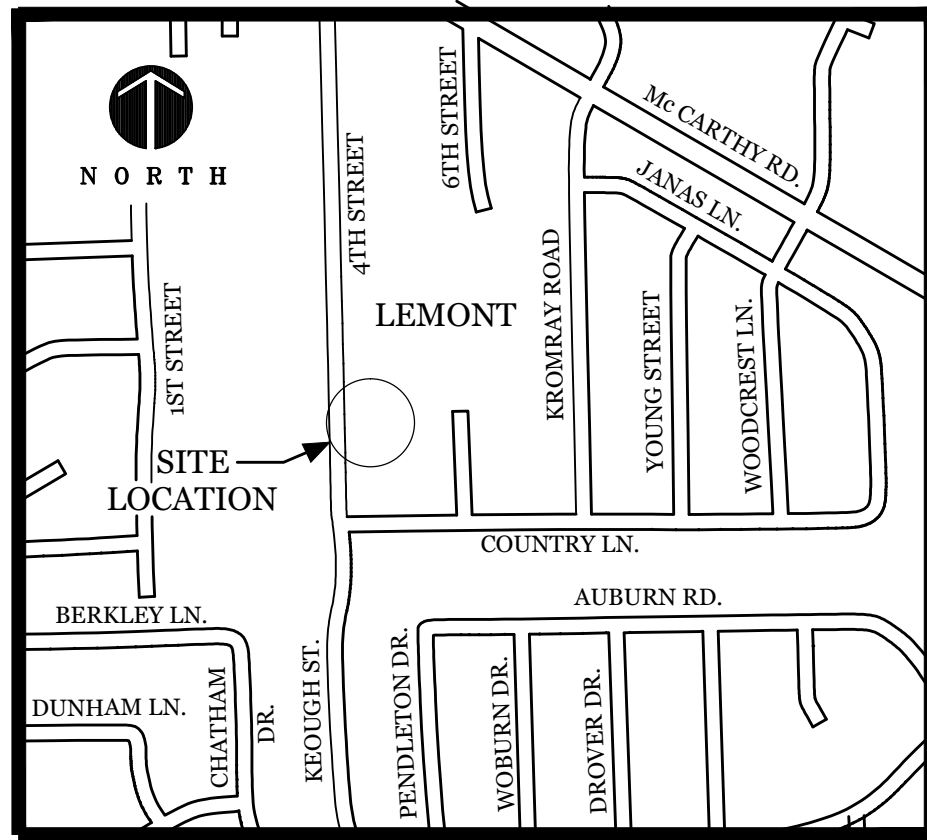 Mc CARTHY RD.
6TH STREET
JANAS LN.
NORTH
4TH STREET
KROMRAY ROAD
LEMONT
1ST STREET
YOUNG STREET
WOODCREST LN.
SITE
LOCATION
COUNTRY LN.
AUBURN RD.
BERKLEY LN.
DUNHAM LN.
CHATHAM
DR.
KEOUGH ST.
PENDLETON DR.
WOBURN DR.
DROVER DR.